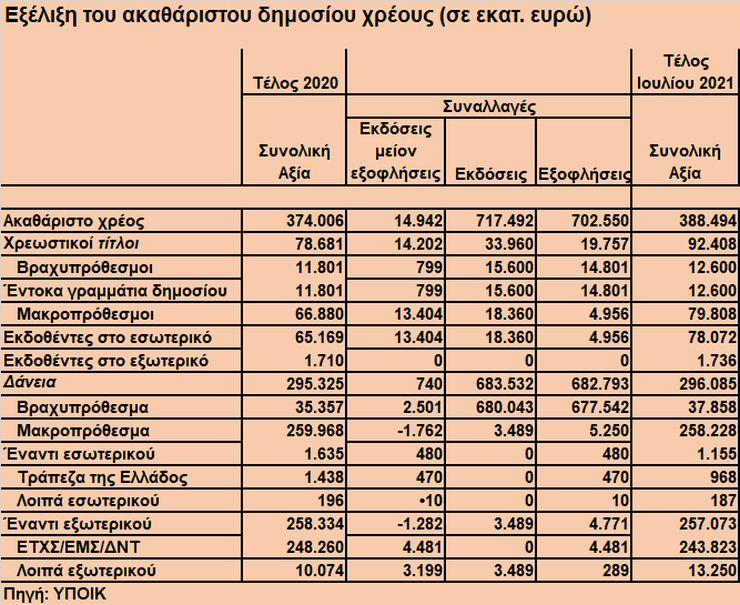 Εξέλιξη του ακαθάριστου δημοσίου χρέους (σε εκατ. ευρώ)
Τέλος 2020 Τέλος Ιουλίου 2021
Συναλλαγές
Συνολική Αξία Εκδόσεις μείον εξοφλήσεις Εκδόσεις Εξοφλήσεις Συνολική Αξία
Ακαθάριστο χρέος 374.006 14.942 717.492 702.550 388.494
Χρεωστικοί τίτλοι 78.681 14.202 33.960 19.757 92.408
Βραχυπρόθεσμοι 11.801 799 15.600 14.801 12.600
Έντοκα γραμμάτια δημοσίου 11.801 799 15.600 14.801 12.600
Μακροπρόθεσμοι 66.880 13.404 18.360 4.956 79.808
Εκδοθέντες στο εσωτερικό 65.169 13.404 18.360 4.956 78.072
Εκδοθέντες στο εξωτερικό 1.710 0 0 0 1.736
Δάνεια 295.325 740 683.532 682.793 296.085
Βραχυπρόθεσμα 35.357 2.501 680.043 677.542 37.858
Μακροπρόθεσμα 259.968 -1.762 3.489 5.250 258.228
Έναντι εσωτερικού 1.635 480 0 480 1.155
Τράπεζα της Ελλάδος 1.438 470 0 470 968
Λοιπά εσωτερικού 196 •10 0 10 187
Έναντι εξωτερικού 258.334 -1.282 3.489 4.771 257.073
ΕΤΧΣ/ΕΜΣ/ΔΝΤ 248.260 4.481 0 4.481 243.823
Λοιπά εξωτερικού 10.074 3.199 3.489 289 13.250
Πηγή: ΥΠΟΙΚ